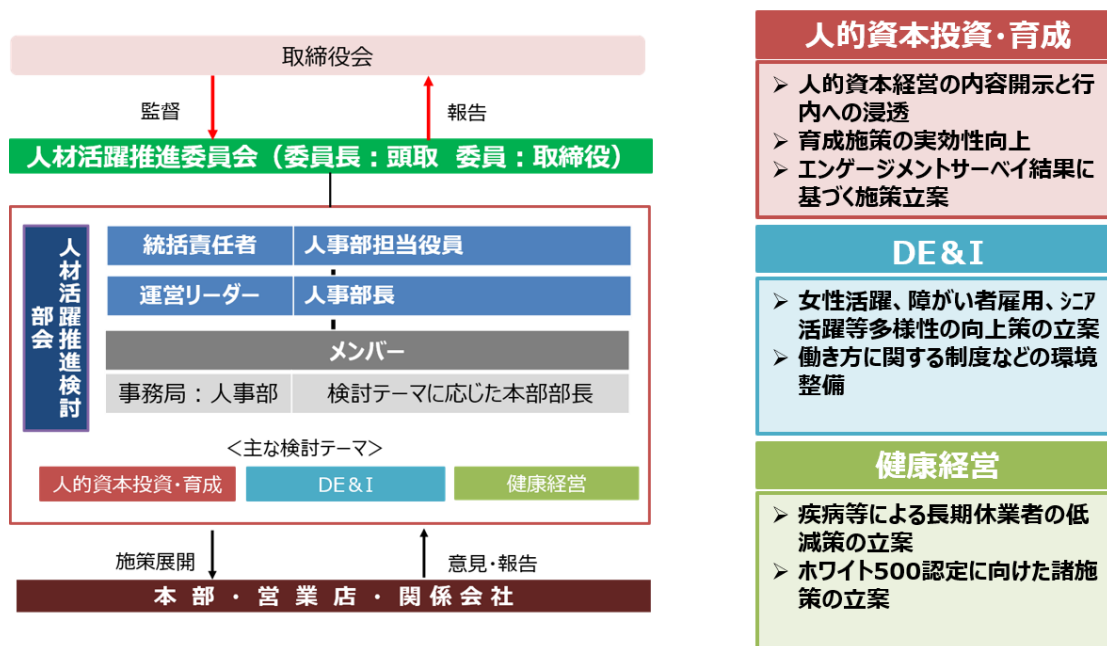 取締役会
監督
報告
人材活躍推進委員会（委員長：頭取 委員：取締役）
人材活躍推進検討
部会
統括責任者
人事部担当役員
運営リーダー
人事部長
メンバー
事務局：人事部
検討テーマに応じた本部部長
＜主な検討テーマ＞
人的資本投資・育成
DE&I
健康経営
施策展開
意見・報告
本部・営業店・関係会社
人的資本投資・育成
➢ 人的資本経営の内容開示と行
内への浸透
➢ 育成施策の実効性向上
➢ エンゲージメントサーベイ結果に
基づく施策立案
DE&I
➢ 女性活躍、障がい者雇用、ｼﾆｱ
活躍等多様性の向上策の立案
➢ 働き方に関する制度などの環境
整備
健康経営
➢ 疾病等による長期休業者の低
減策の立案
➢ ホワイト500認定に向けた諸施
策の立案